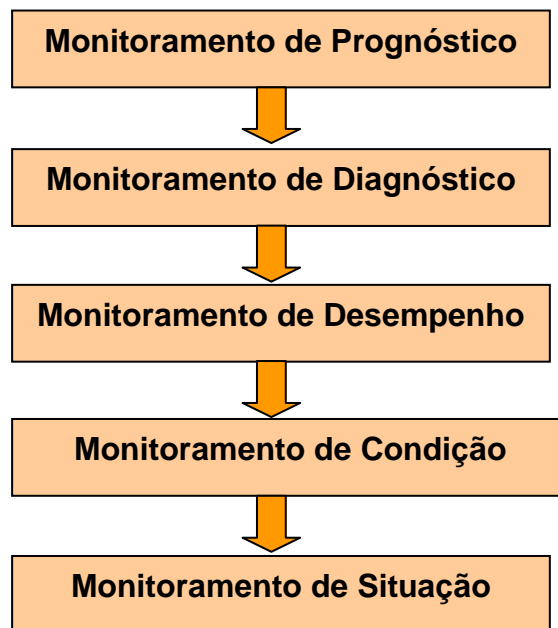 Monitoramento de Prognóstico
Monitoramento de Diagnóstico
Monitoramento de Desempenho
Monitoramento de Condição
Monitoramento de Situação